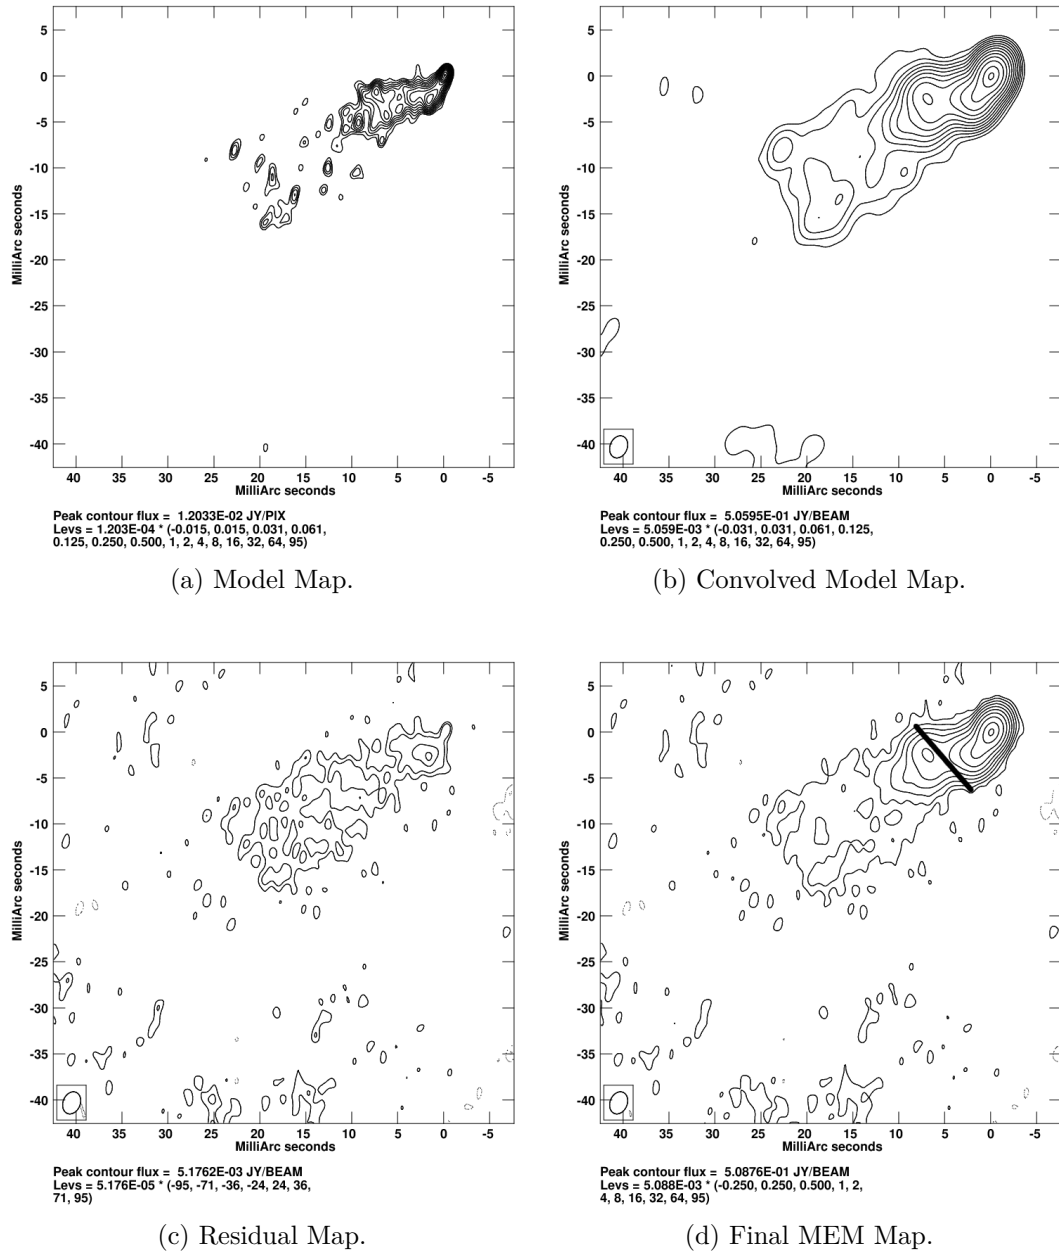 5
0
-5
-10
-15
-20
-25
-30
-35
-40
MilliArc seconds
40 35 30 25 20 15 10 5 0 -5
MilliArc seconds
Peak contour flux = 1.2033E-02 JY/PIX
Levs = 1.203E-04 * (-0.015, 0.015, 0.031, 0.061,
0.125, 0.250, 0.500, 1, 2, 4, 8, 16, 32, 64, 95)
(a) Model Map.
5
0
-5
-10
-15
-20
-25
-30
-35
-40
MilliArc seconds
40 35 30 25 20 15 10 5 0 -5
MilliArc seconds
Peak contour flux = 5.0595E-01 JY/BEAM
Levs = 5.059E-03 * (-0.031, 0.031, 0.061, 0.125,
0.250, 0.500, 1, 2, 4, 8, 16, 32, 64, 95)
(b) Convolved Model Map.
5
0
-5
-10
-15
-20
-25
-30
-35
-40
MilliArc seconds
40 35 30 25 20 15 10 5 0 -5
MilliArc seconds
Peak contour flux = 5.1762E-03 JY/BEAM
Levs = 5.176E-05 * (-95, -71, -36, -24, 24, 36,
71, 95)
(c) Residual Map.
5
0
-5
-10
-15
-20
-25
-30
-35
-40
MilliArc seconds
40 35 30 25 20 15 10 5 0 -5
MilliArc seconds
Peak contour flux = 5.0876E-01 JY/BEAM
Levs = 5.088E-03 * (-0.250, 0.250, 0.500, 1, 2,
4, 8, 16, 32, 64, 95)
(d) Final MEM Map.